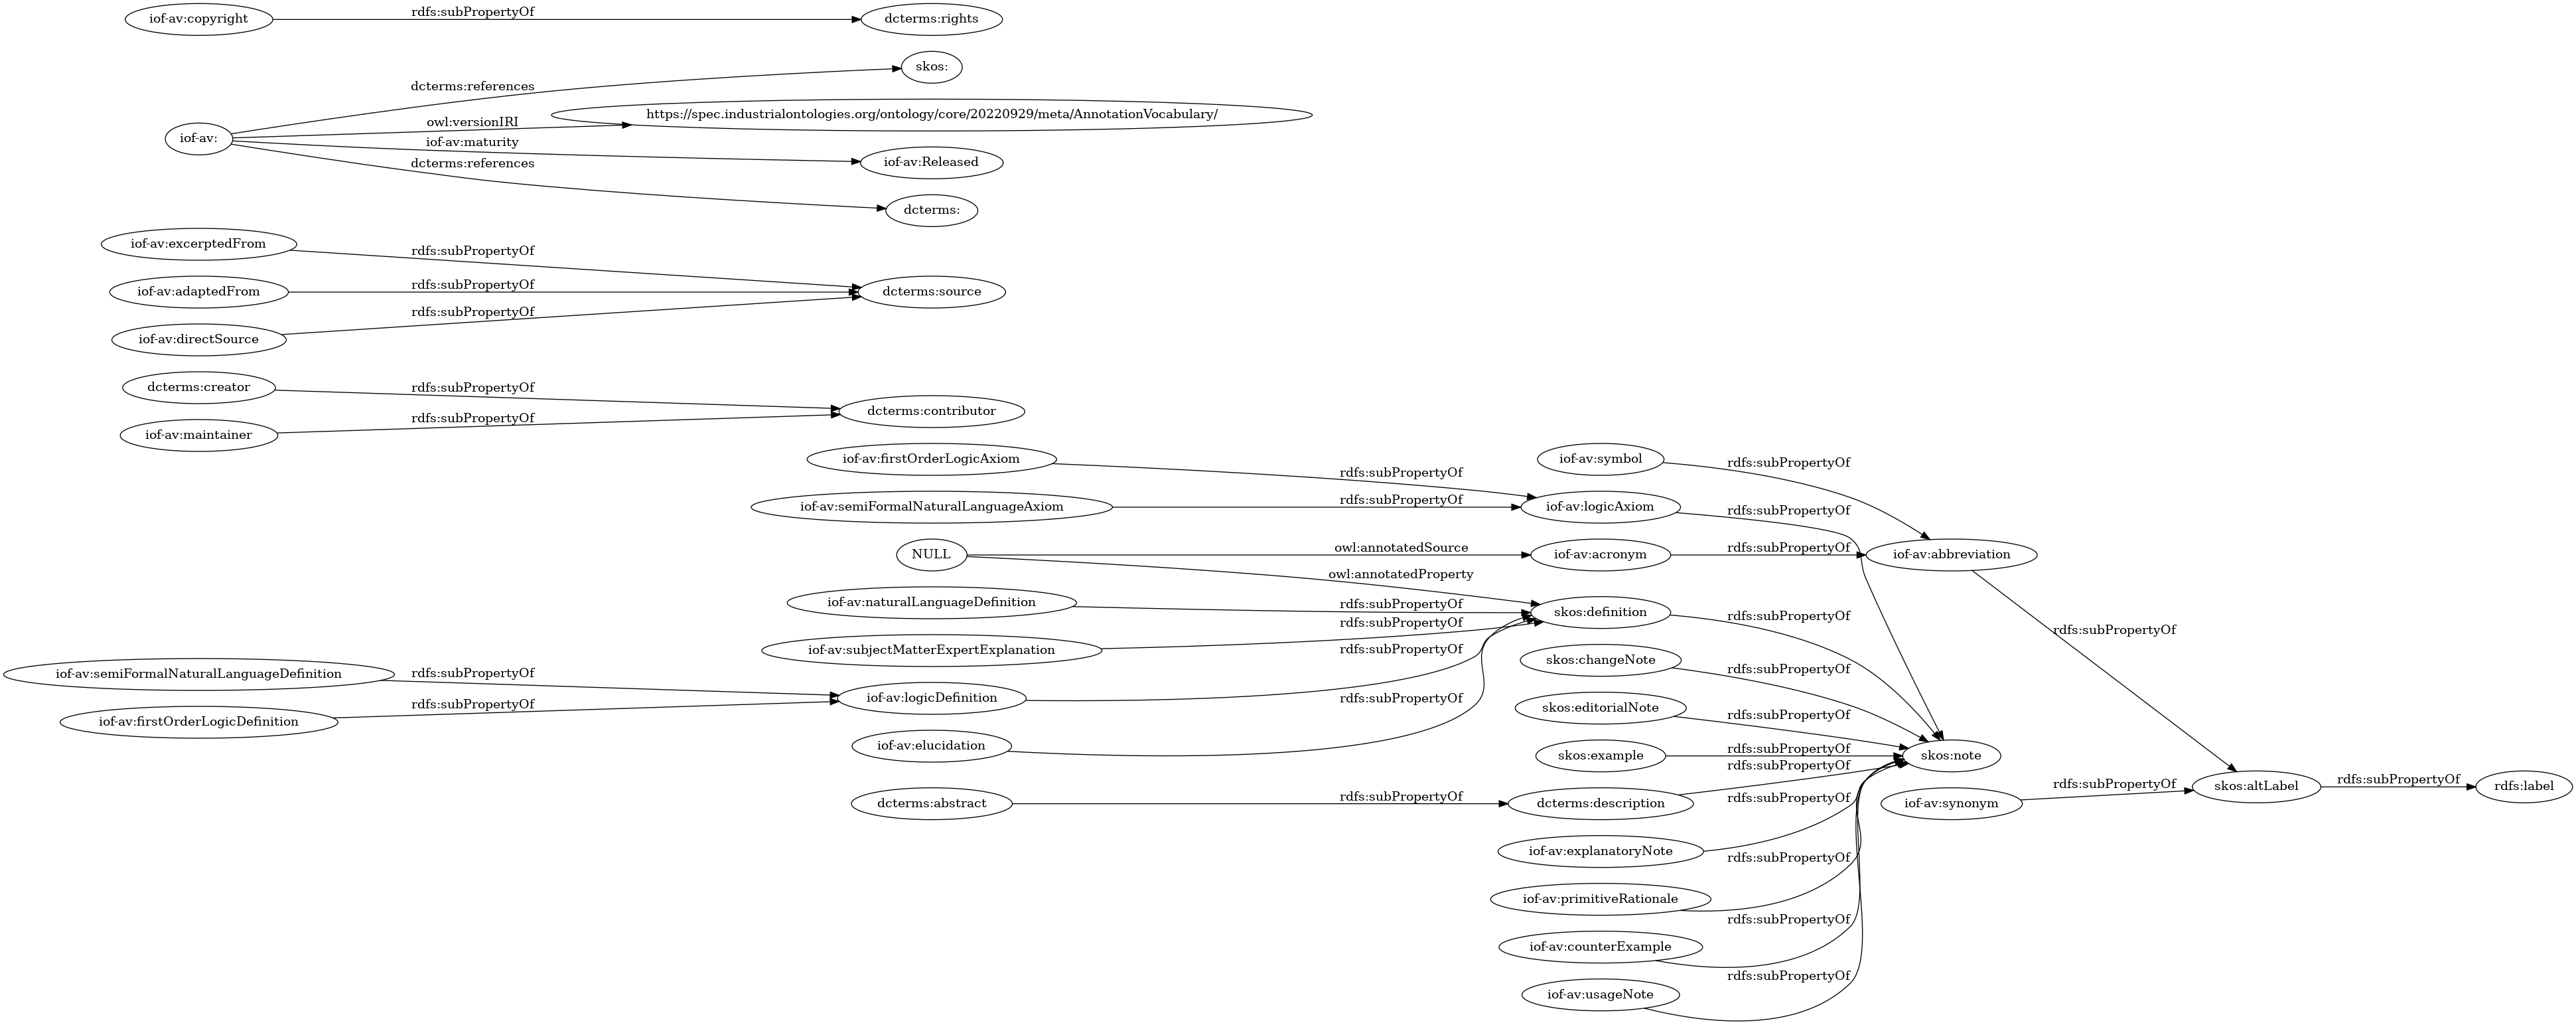 iof-av:copyright
rdfs:subPropertyOf
dcterms:rights
skos:
dcterms:references
iof-av:
owl:versionIRI
https://spec.industrialontologies.org/ontology/core/20220929/meta/AnnotationVocabulary/
iof-av:maturity
iof-av:Released
dcterms:references
dcterms:
iof-av:excerptedFrom
rdfs:subPropertyOf
iof-av:adaptedFrom
rdfs:subPropertyOf
dcterms:source
iof-av:directSource
rdfs:subPropertyOf
dcterms:creator
rdfs:subPropertyOf
dcterms:contributor
iof-av:maintainer
rdfs:subPropertyOf
iof-av:firstOrderLogicAxiom
rdfs:subPropertyOf
iof-av:symbol
rdfs:subPropertyOf
iof-av:semiFormalNaturalLanguageAxiom
rdfs:subPropertyOf
iof-av:logicAxiom
rdfs:subPropertyOf
NULL
owl:annotatedSource
iof-av:acronym
rdfs:subPropertyOf
iof-av:abbreviation
owl:annotatedProperty
iof-av:naturalLanguageDefinition
rdfs:subPropertyOf
skos:definition
rdfs:subPropertyOf
rdfs:subPropertyOf
iof-av:subjectMatterExpertExplanation
rdfs:subPropertyOf
rdfs:subPropertyOf
skos:changeNote
rdfs:subPropertyOf
iof-av:semiFormalNaturalLanguageDefinition
rdfs:subPropertyOf
iof-av:logicDefinition
rdfs:subPropertyOf
iof-av:firstOrderLogicDefinition
rdfs:subPropertyOf
skos:editorialNote
rdfs:subPropertyOf
iof-av:elucidation
skos:example
rdfs:subPropertyOf
skos:note
rdfs:subPropertyOf
dcterms:abstract
rdfs:subPropertyOf
dcterms:description
rdfs:subPropertyOf
iof-av:synonym
rdfs:subPropertyOf
skos:altLabel
rdfs:subPropertyOf
rdfs:label
iof-av:explanatoryNote
rdfs:subPropertyOf
iof-av:primitiveRationale
rdfs:subPropertyOf
iof-av:counterExample
rdfs:subPropertyOf
iof-av:usageNote